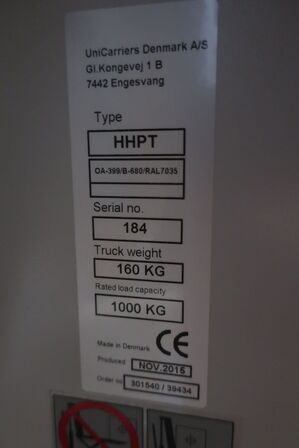 UniCarriers Denmark A/S
Gl.Kongevej 1 B
7442 Engesvang
Type
HHPT
OA-399/B-680/RAL7035
Serial no.
184
Truck weight
160 KG
Rated load capacity
1000 KG
Made in Denmark CE
Produced NOV.2015
Order no 301540 / 39434